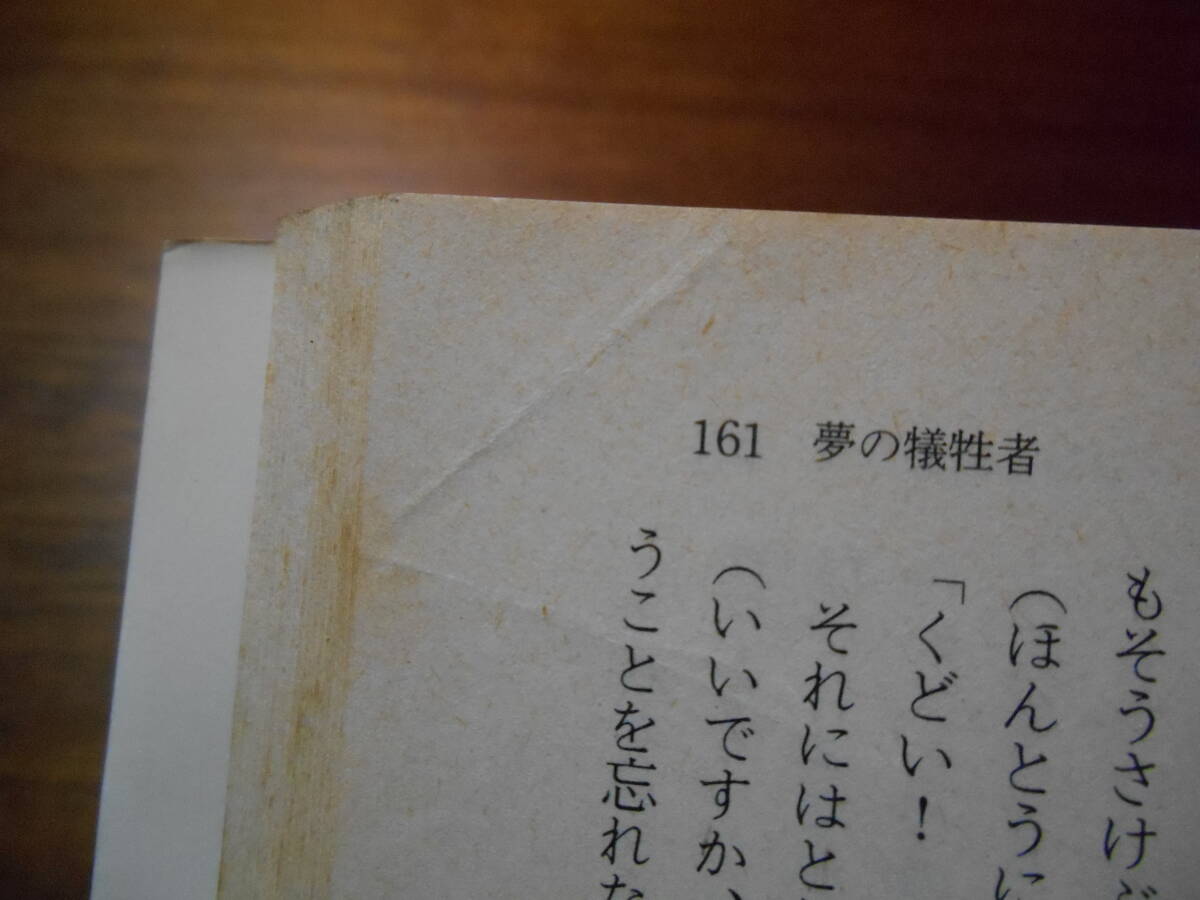 161 夢の犠牲者
もそうさけ
（ほんとうに
「くどい！
それにはと
（いいですか、
うことを忘れた